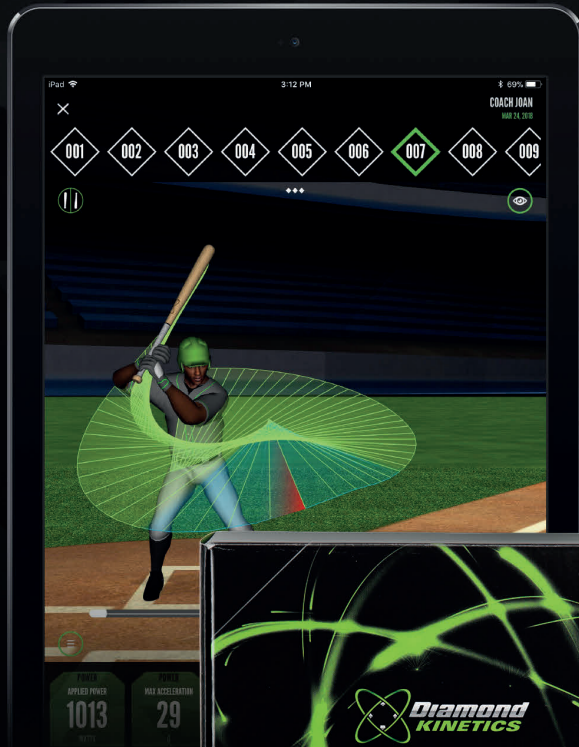 iPad 3:12 PM 69%
COACH JOAN
MAR 24, 2018
001 002 003 004 005 006 007 008 009
POWER POWER
APPLIED POWER MAX ACCELERATION
1013 29
WATTS
Diamond
KINETICS